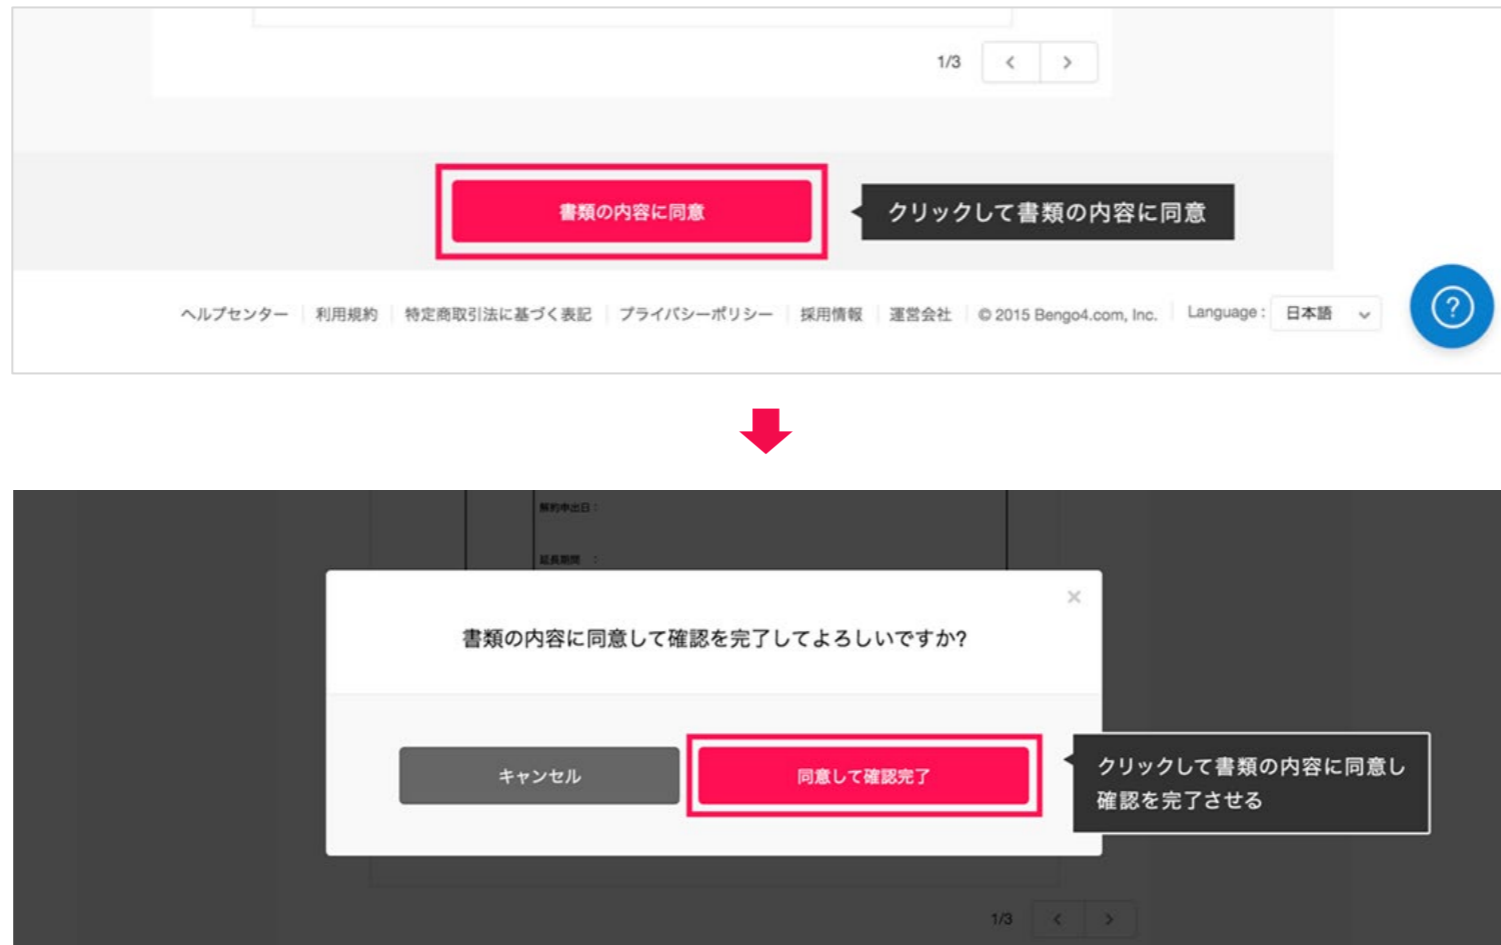 1/3
書類の内容に同意
クリックして書類の内容に同意
ヘルプセンター 利用規約 特定商取引法に基づく表記 プライバシーポリシー 採用情報 運営会社 © 2015 Bengo4.com, Inc. Language : 日本語
解約申出日：
延長期間　：
書類の内容に同意して確認を完了してよろしいですか?
キャンセル
同意して確認完了
クリックして書類の内容に同意し
確認を完了させる
1/3